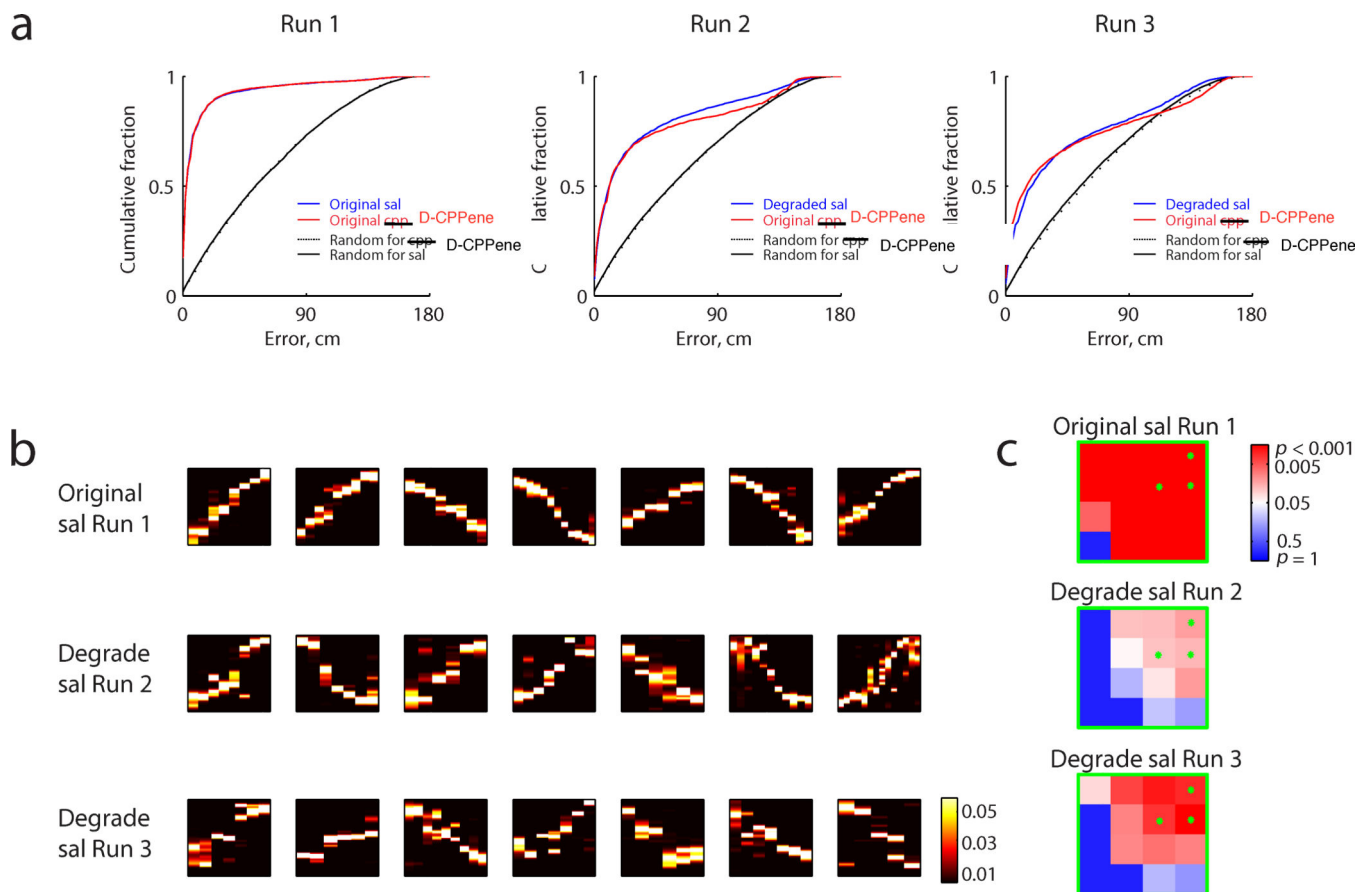 a
Run 1
Run 2
Run 3
1
0.5
0
Cumulative fraction
Original sal
Original cpp D-CPPene
Random for cpp D-CPPene
Random for sal
0
90
180
Error, cm
1
0.5
0
C lative fraction
Degraded sal
Original cpp D-CPPene
Random for cpp D-CPPene
Random for sal
0
90
180
Error, cm
1
0.5
0
C lative fraction
Degraded sal
Original cpp D-CPPene
Random for cpp D-CPPene
Random for sal
0
90
180
Error, cm
b
Original
sal Run 1
Degrade
sal Run 2
Degrade
sal Run 3
0.05
0.03
0.01
c
Original sal Run 1
p < 0.001
0.005
0.05
0.5
p = 1
Degrade sal Run 2
Degrade sal Run 3